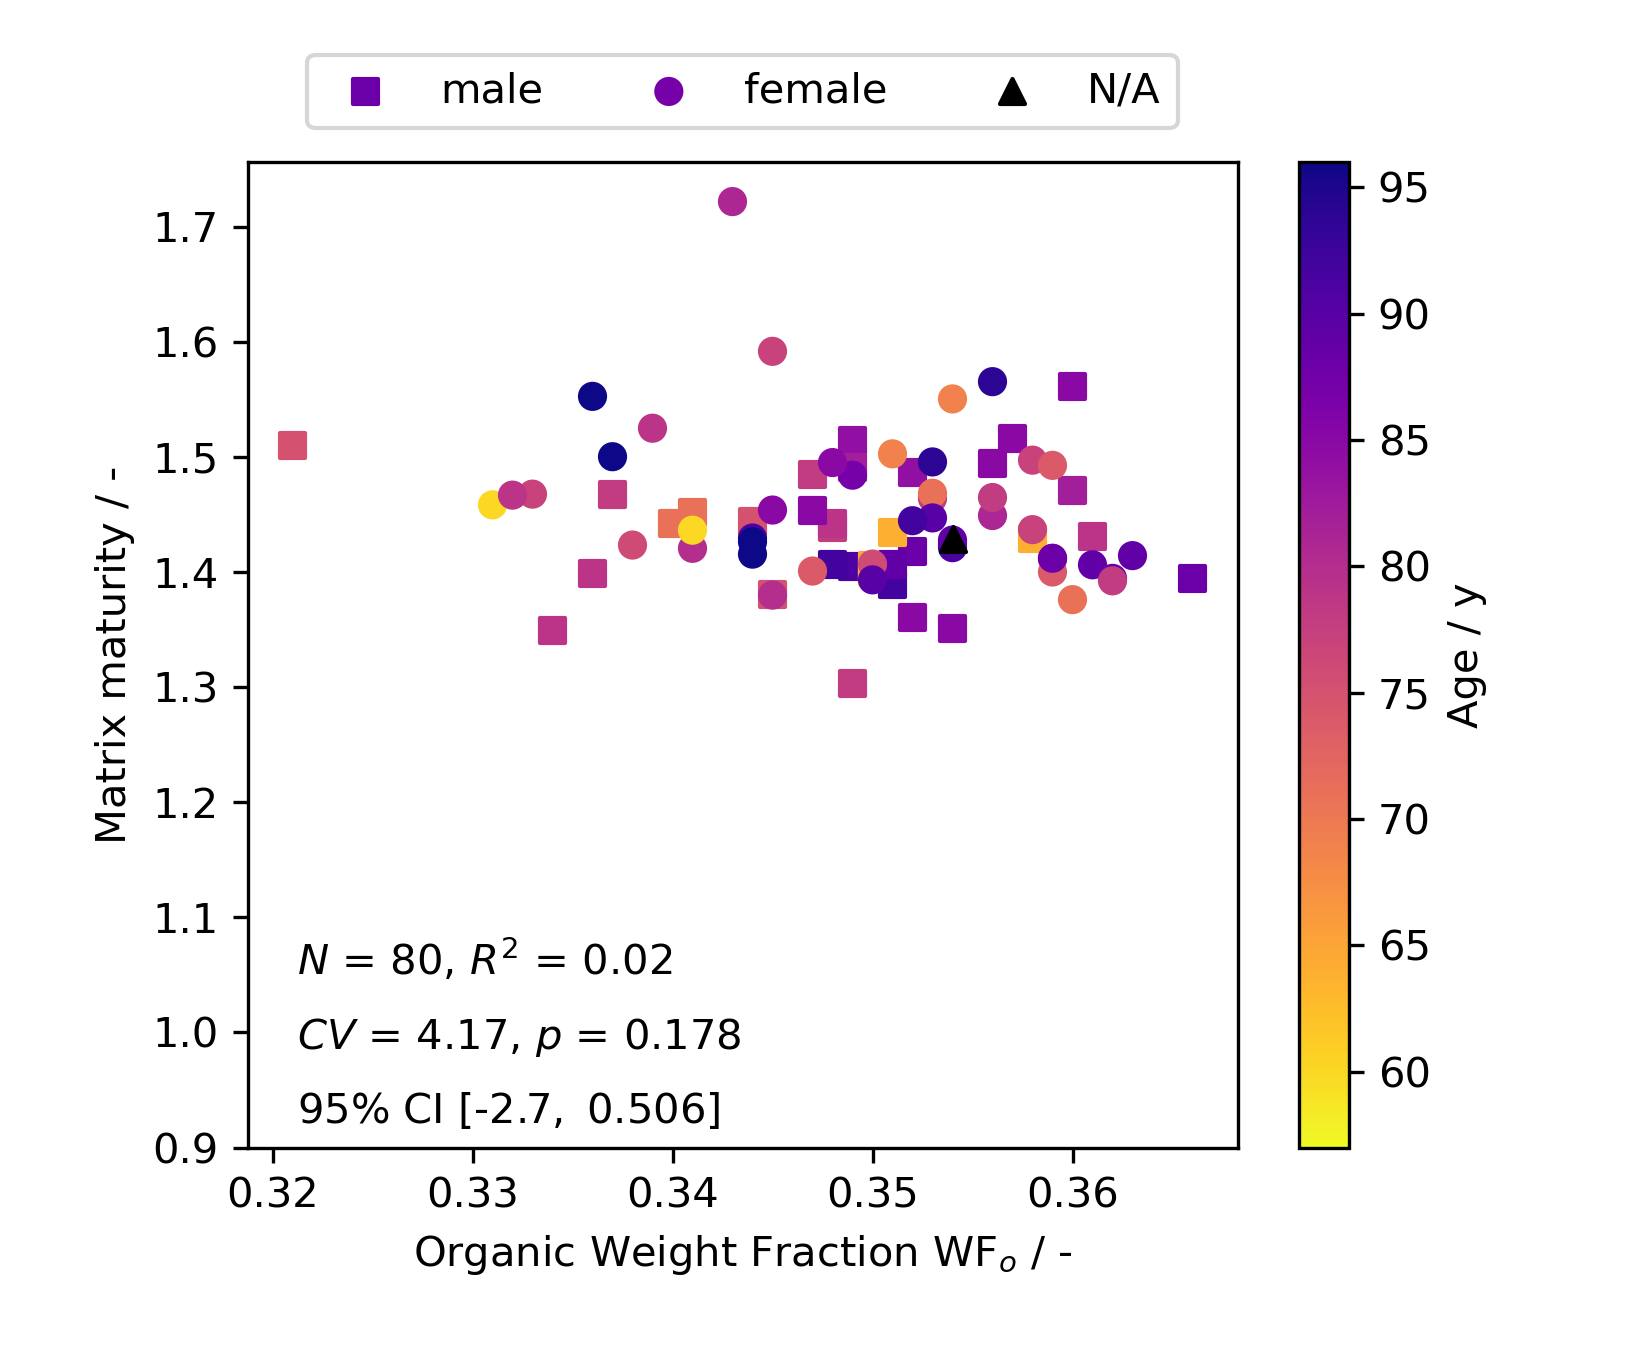 male female N/A
1.7
1.6
1.5
1.4
1.3
1.2
1.1
1.0
0.9
Matrix maturity / -
N = 80, R² = 0.02
CV = 4.17, p = 0.178
95% CI [-2.7, 0.506]
0.32 0.33 0.34 0.35 0.36
Organic Weight Fraction WFₒ / -
95
90
85
80
75
70
65
60
Age / y